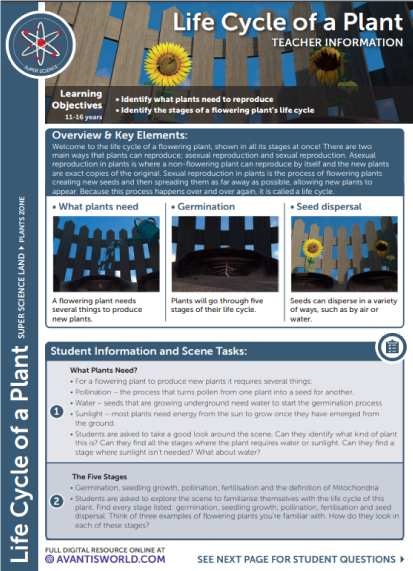 Life Cycle of a Plant
TEACHER INFORMATION
SUPER SCIENCE
Learning
Objectives
11-16 years
• Identify what plants need to reproduce
• Identify the stages of a flowering plant's life cycle
Overview & Key Elements:
Welcome to the life cycle of a flowering plant, shown in all its stages at once! There are two
main ways that plants can reproduce; asexual reproduction and sexual reproduction. Asexual
reproduction in plants is where a non-flowering plant can reproduce by itself and the new plants
are exact copies of the original. Sexual reproduction in plants is the process of flowering plants
creating new seeds and then spreading them as far away as possible, allowing new plants to
appear. Because this process happens over and over again, it is called a life cycle.
• What plants need
A flowering plant needs
several things to produce
new plants.
• Germination
Plants will go through five
stages of their life cycle.
• Seed dispersal
Seeds can disperse in a variety
of ways, such as by air or
water.
Student Information and Scene Tasks:
1
What Plants Need?
• For a flowering plant to produce new plants it requires several things:
• Pollination – the process that turns pollen from one plant into a seed for another.
• Water – seeds that are growing underground need water to start the germination process
• Sunlight – most plants need energy from the sun to grow once they have emerged from
the ground.
• Students are asked to take a good look around the scene. Can they identify what kind of plant
this is? Can they find all the stages where the plant requires water or sunlight. Can they find a
stage where sunlight isn't needed? What about water?
2
The Five Stages
• Germination, seedling growth, pollination, fertilisation and the definition of Mitochondria
• Students are asked to explore the scene to familiarise themselves with the life cycle of this
plant. Find every stage listed: germination, seedling growth, pollination, fertilisation and seed
dispersal. Think of three examples of flowering plants you're familiar with. How do they look in
each of these stages?
Life Cycle of a Plant SUPER SCIENCE LAND ▸ PLANTS ZONE
FULL DIGITAL RESOURCE ONLINE AT
AVANTISWORLD.COM
SEE NEXT PAGE FOR STUDENT QUESTIONS ▸